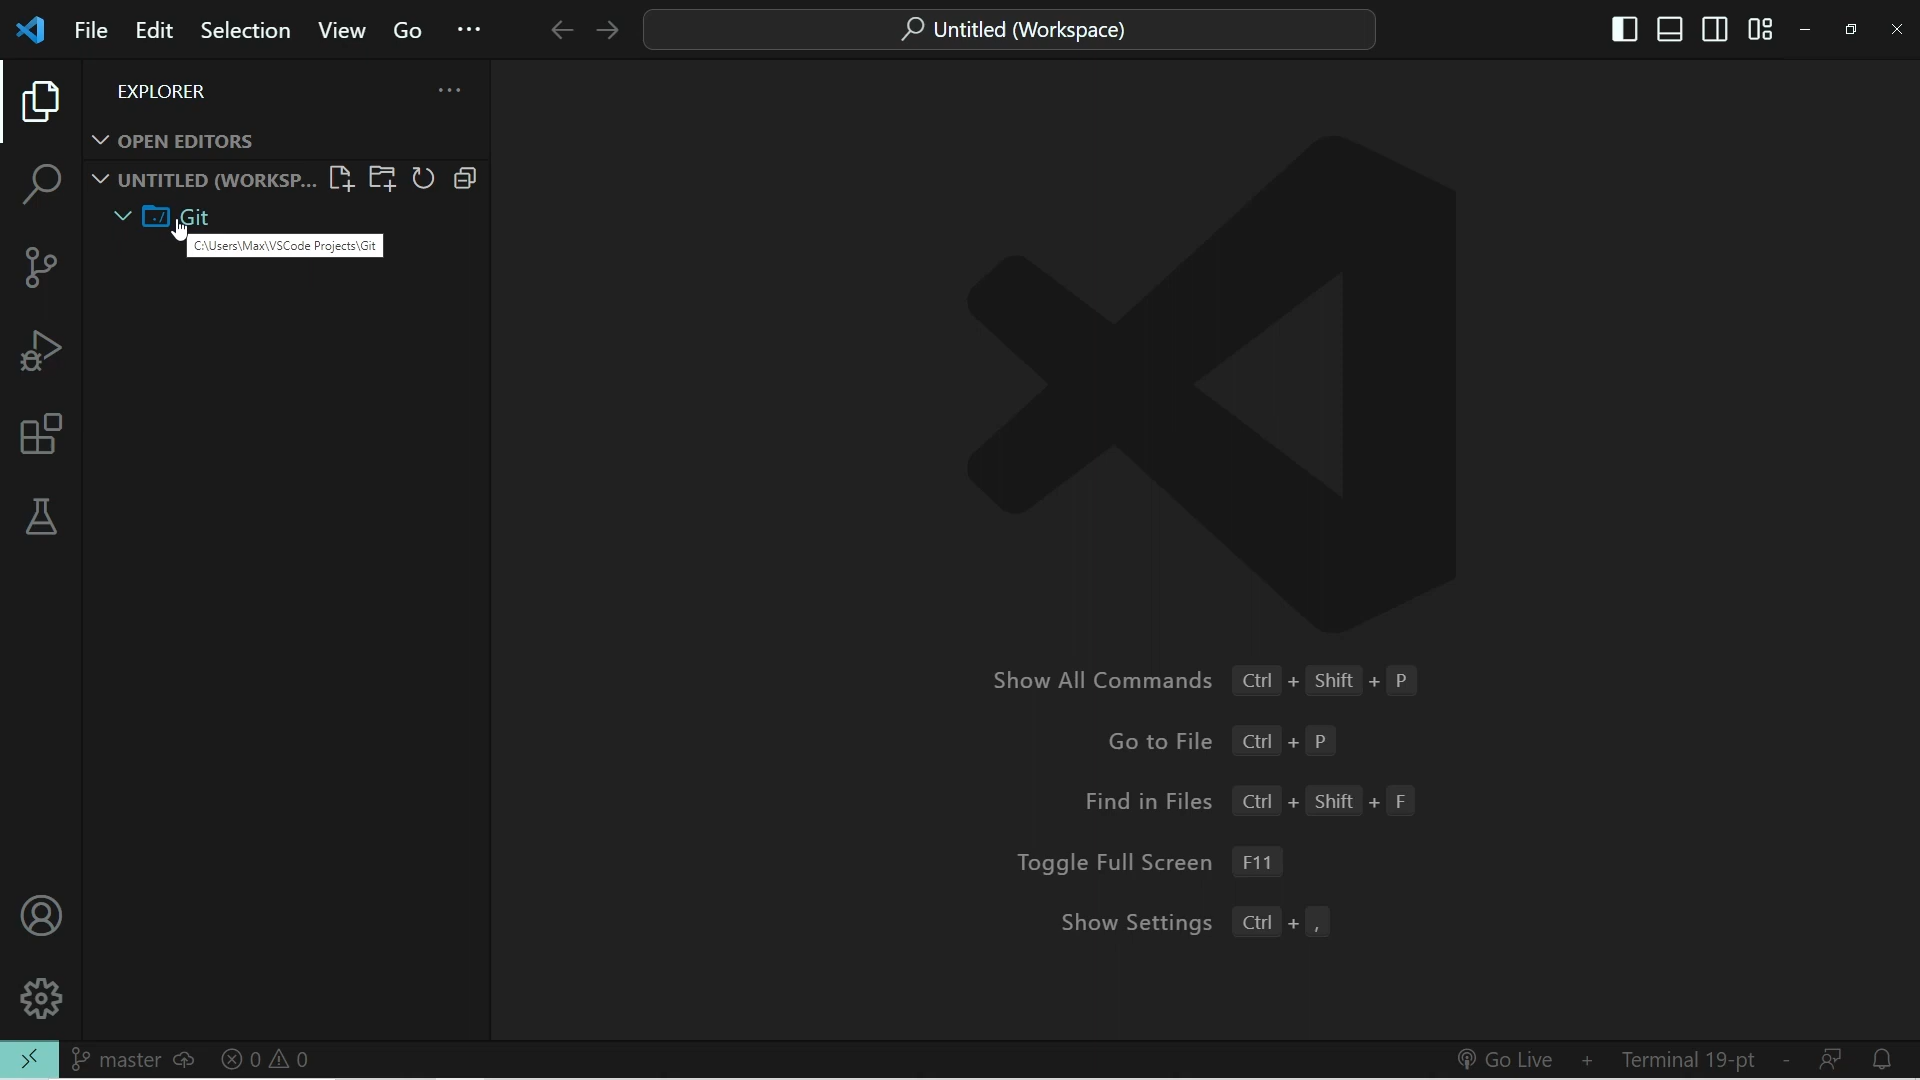 File Edit Selection View Go ··· Untitled (Workspace)
EXPLORER ···
OPEN EDITORS
UNTITLED (WORKSP...
Git
C:\Users\Max\VSCode Projects\Git
Show All Commands Ctrl + Shift + P
Go to File Ctrl + P
Find in Files Ctrl + Shift + F
Toggle Full Screen F11
Show Settings Ctrl + ,
master 0 0 Go Live + Terminal 19-pt -